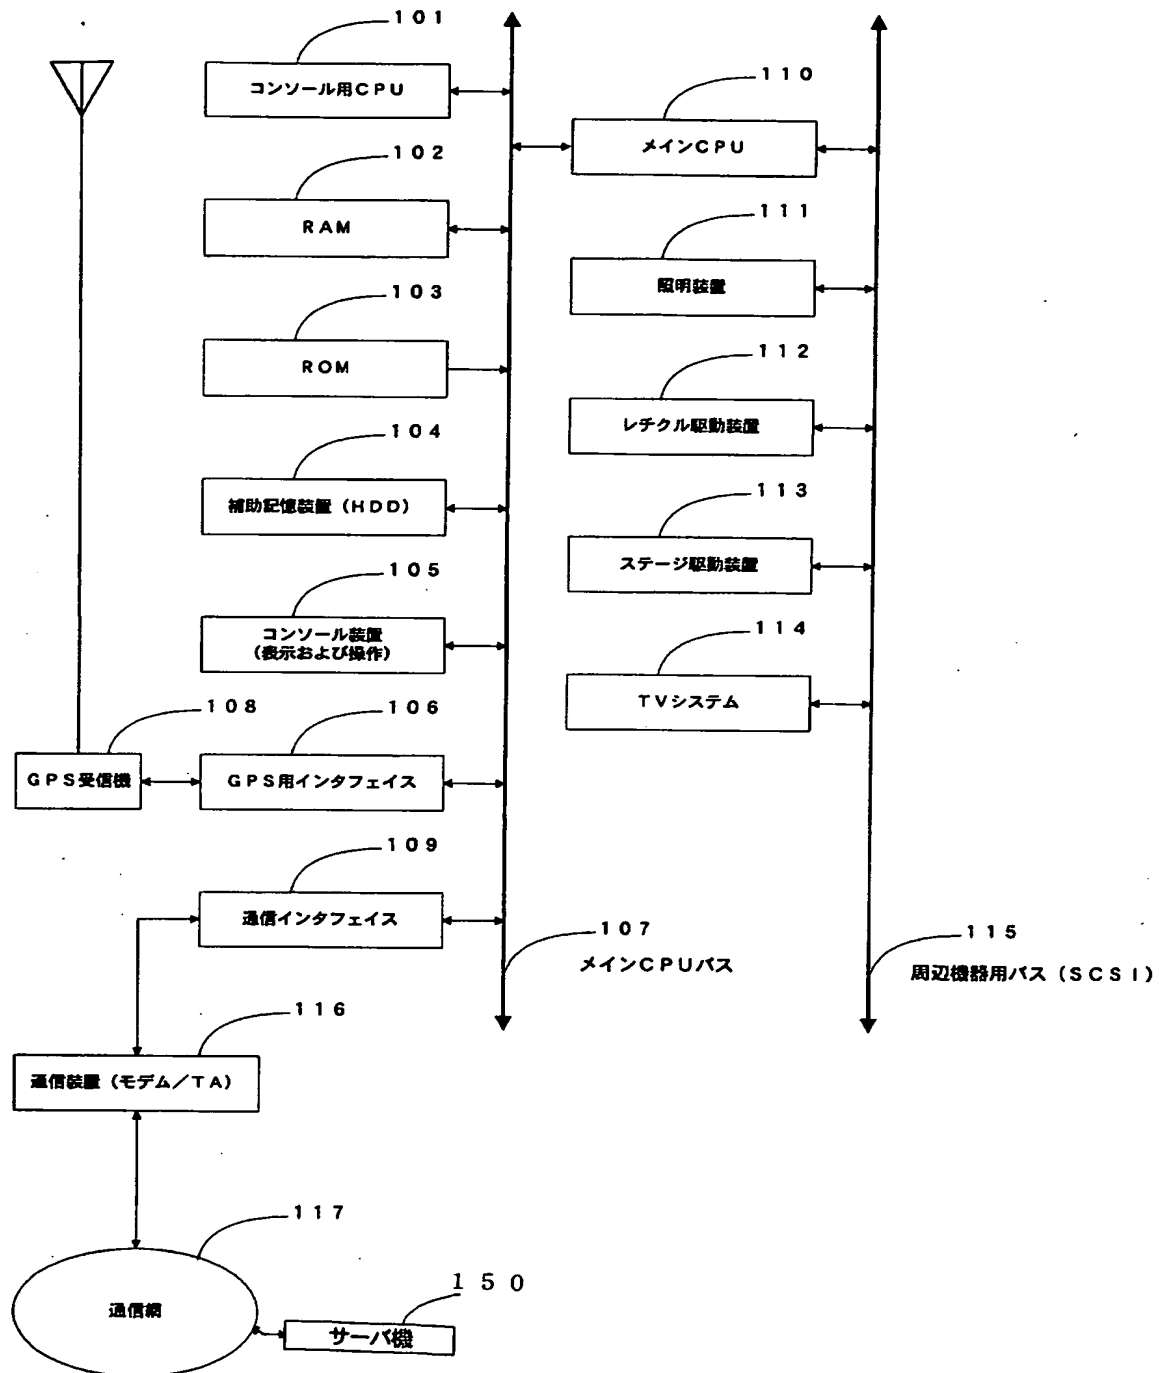 １０１
コンソール用ＣＰＵ
１１０
メインＣＰＵ
１０２
ＲＡＭ
１１１
照明装置
１０３
ＲＯＭ
１１２
レチクル駆動装置
１０４
補助記憶装置（ＨＤＤ）
１１３
ステージ駆動装置
１０５
コンソール装置
（表示および操作）
１１４
ＴＶシステム
１０８
ＧＰＳ受信機
１０６
ＧＰＳ用インタフェイス
１０９
通信インタフェイス
１０７
メインＣＰＵバス
１１５
周辺機器用バス（ＳＣＳＩ）
１１６
通信装置（モデム／ＴＡ）
１１７
通信網
１５０
サーバ機